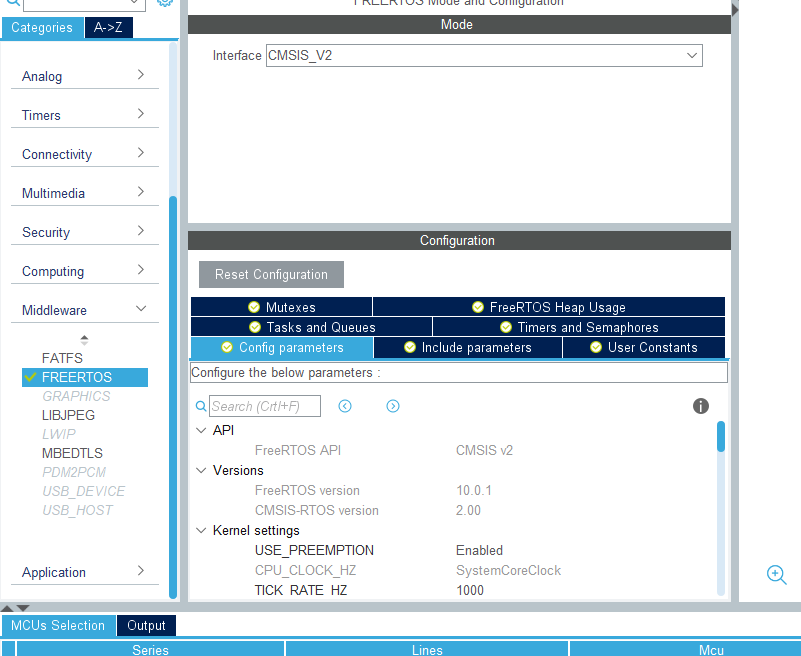 FREERTOS Mode and Configuration
Categories A->Z
Mode
Interface CMSIS_V2
Analog
Timers
Connectivity
Multimedia
Security
Computing
Middleware
FATFS
FREERTOS
GRAPHICS
LIBJPEG
LWIP
MBEDTLS
PDM2PCM
USB_DEVICE
USB_HOST
Application
Configuration
Reset Configuration
Mutexes FreeRTOS Heap Usage
Tasks and Queues Timers and Semaphores
Config parameters Include parameters User Constants
Configure the below parameters :
Search (CrtI+F)
API
FreeRTOS API CMSIS v2
Versions
FreeRTOS version 10.0.1
CMSIS-RTOS version 2.00
Kernel settings
USE_PREEMPTION Enabled
CPU_CLOCK_HZ SystemCoreClock
TICK_RATE_HZ 1000
MCUs Selection Output
Series Lines Mcu